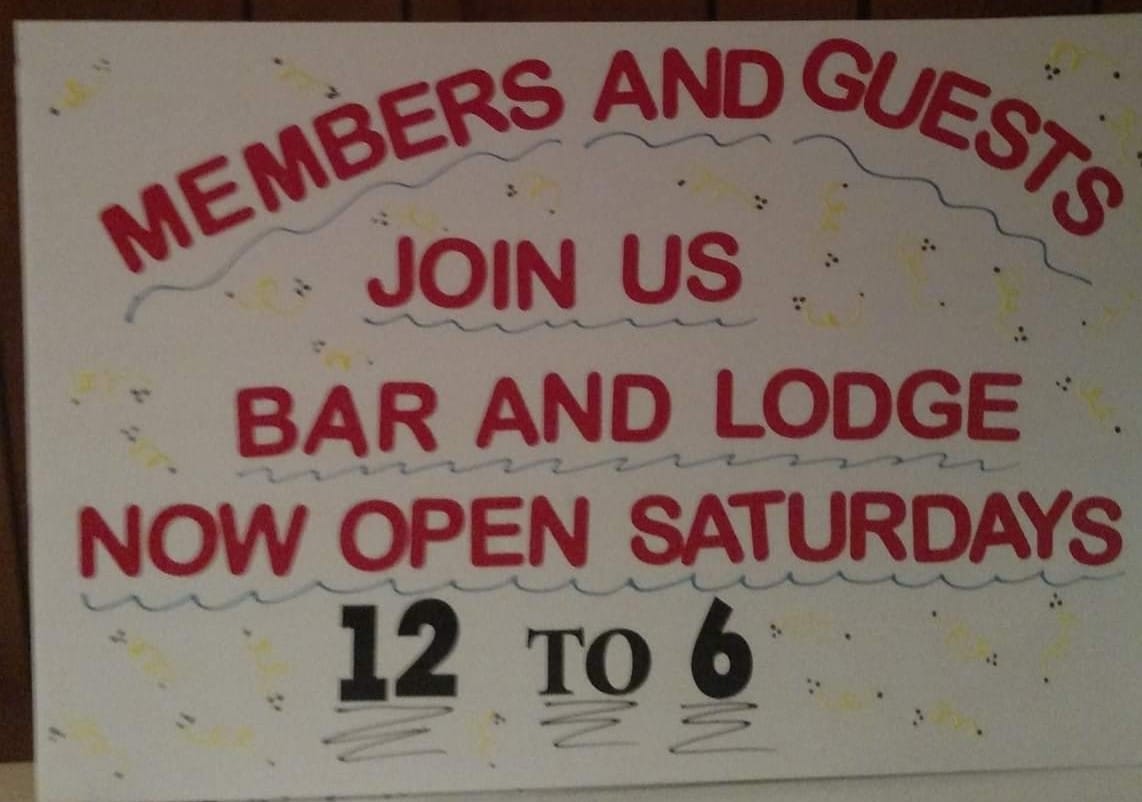 MEMBERS AND GUESTS
JOIN US
BAR AND LODGE
NOW OPEN SATURDAYS
12 TO 6